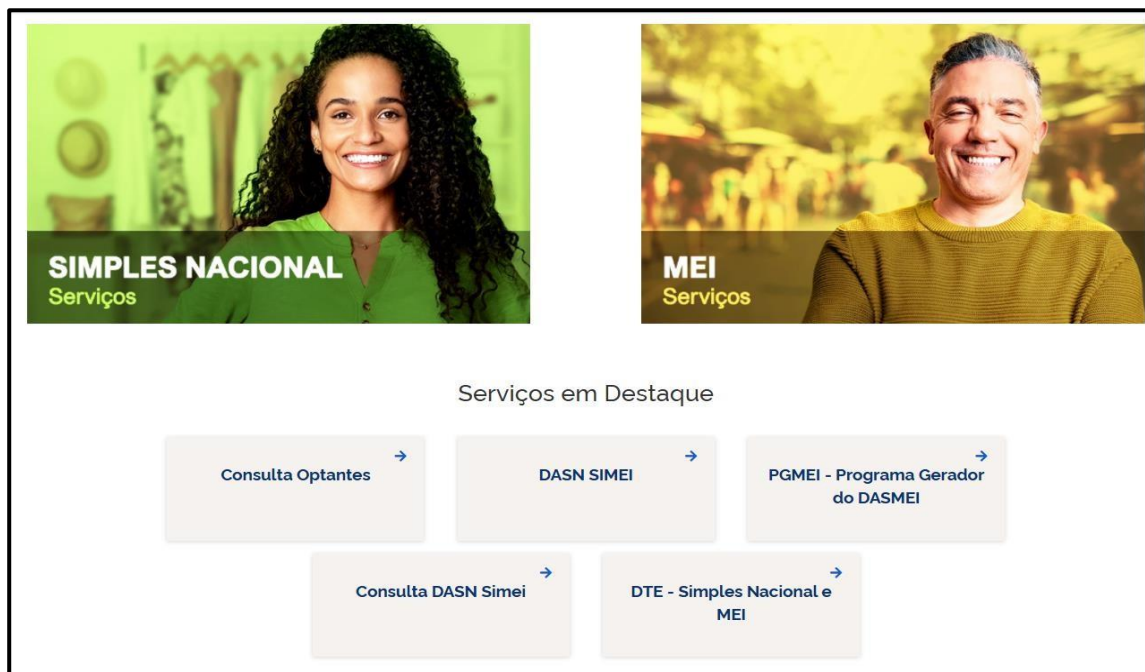 SIMPLES NACIONAL
Serviços
MEI
Serviços
Serviços em Destaque
Consulta Optantes
DASN SIMEI
PGMEI - Programa Gerador
do DASMEI
Consulta DASN Simei
DTE - Simples Nacional e
MEI